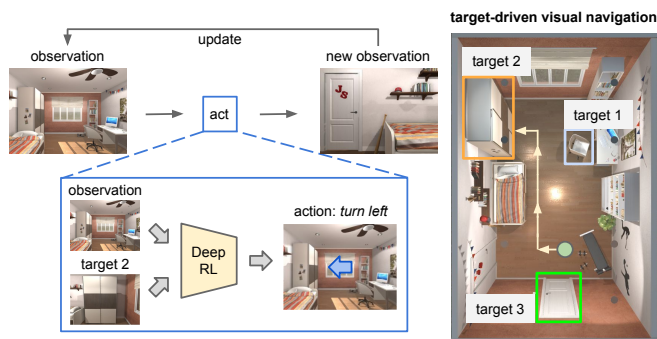 update
observation
new observation
act
observation
action: turn left
Deep
RL
target 2
JS
target-driven visual navigation
target 2
target 1
target 3